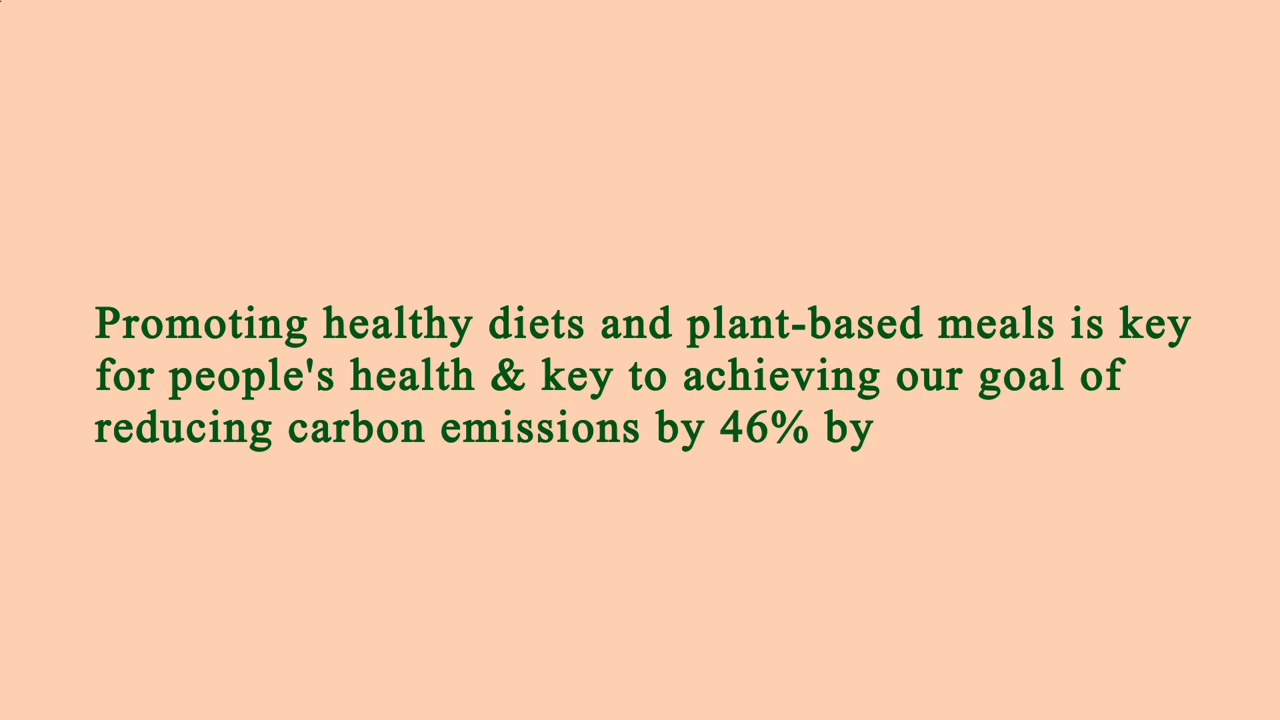 Promoting healthy diets and plant-based meals is key
for people's health & key to achieving our goal of
reducing carbon emissions by 46% by